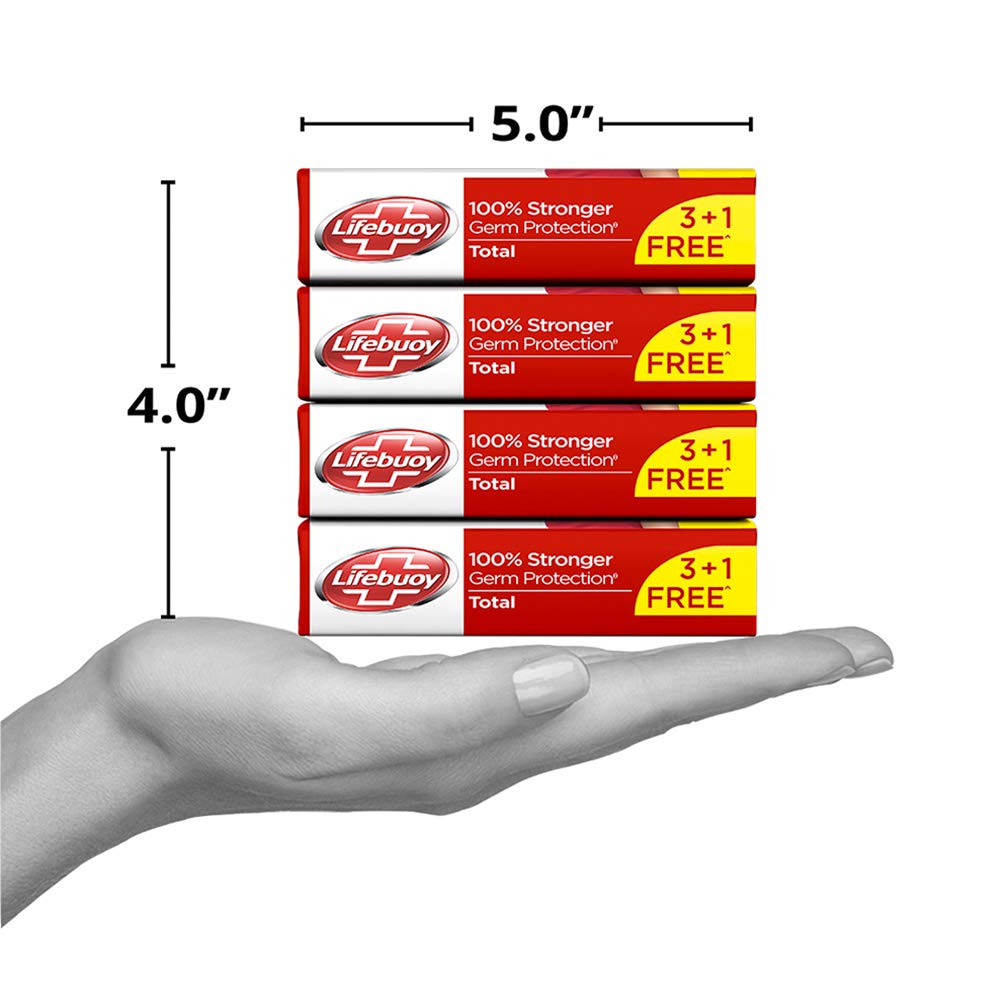 5.0”
4.0”
Lifebuoy
100% Stronger
Germ Protection®
Total
3+1
FREE^
Lifebuoy
100% Stronger
Germ Protection®
Total
3+1
FREE^
Lifebuoy
100% Stronger
Germ Protection®
Total
3+1
FREE^
Lifebuoy
100% Stronger
Germ Protection®
Total
3+1
FREE^